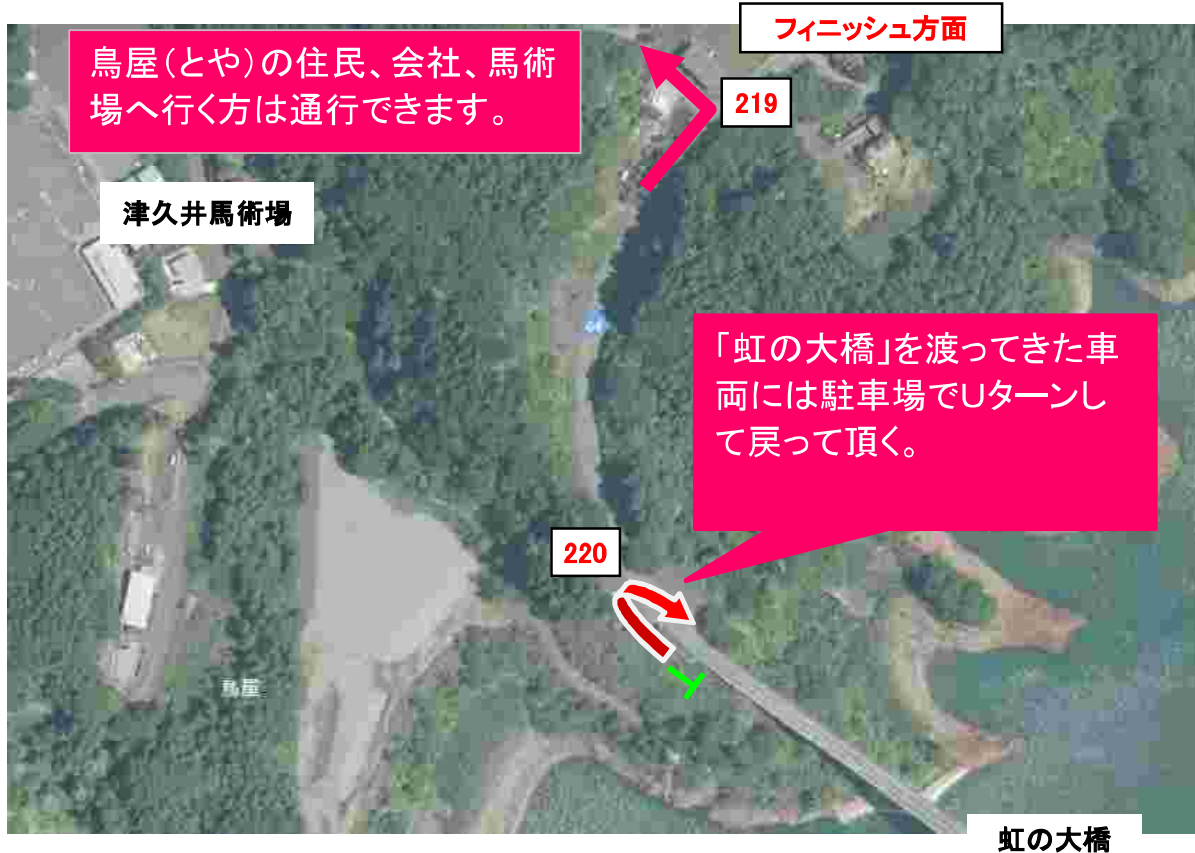 フィニッシュ方面
鳥屋(とや)の住民、会社、馬術
場へ行く方は通行できます。
219
津久井馬術場
「虹の大橋」を渡ってきた車
両には駐車場でUターンし
て戻って頂く。
220
鳥屋
虹の大橋